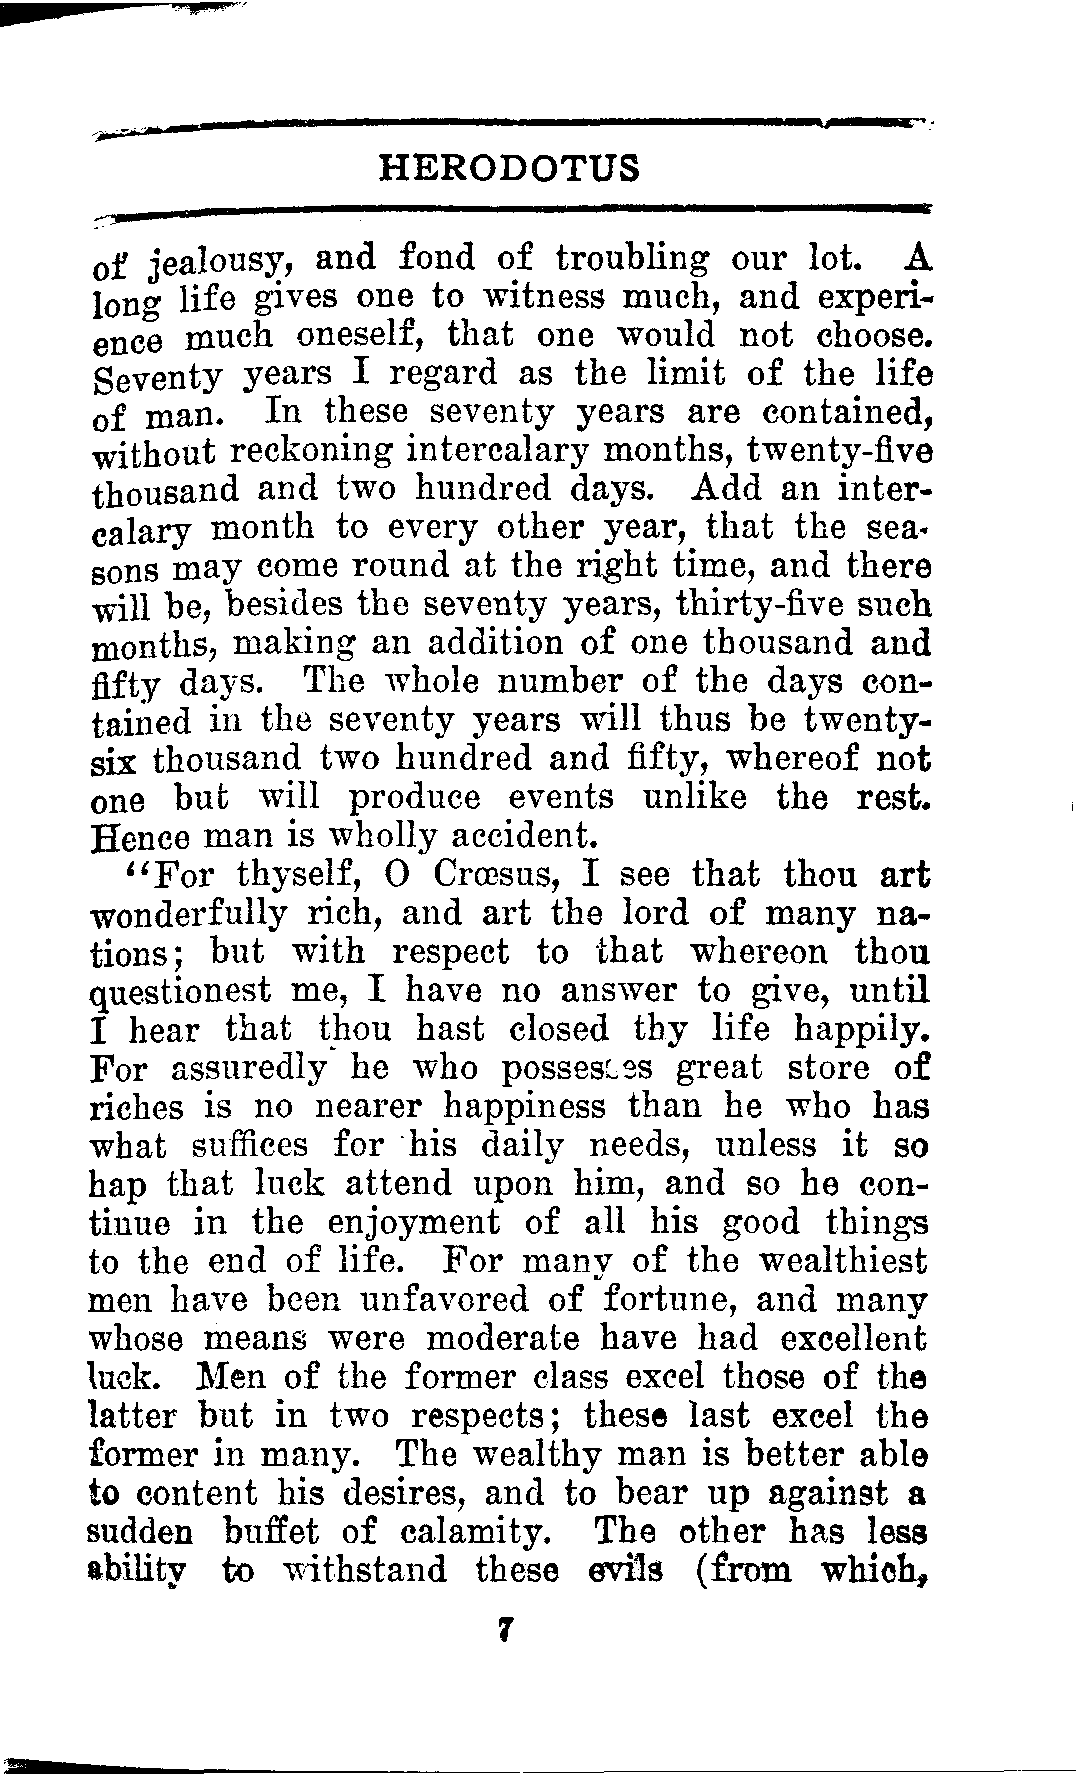 HERODOTUS
of jealousy, and fond of troubling our lot. A
long life gives one to witness much, and experi-
ence much oneself, that one would not choose.
Seventy years I regard as the limit of the life
of man. In these seventy years are contained,
without reckoning intercalary months, twenty-five
thousand and two hundred days. Add an inter-
calary month to every other year, that the sea-
sons may come round at the right time, and there
will be, besides the seventy years, thirty-five such
months, making an addition of one thousand and
fifty days. The whole number of the days con-
tained in the seventy years will thus be twenty-
six thousand two hundred and fifty, whereof not
one but will produce events unlike the rest.
Hence man is wholly accident.
“For thyself, O Crœsus, I see that thou art
wonderfully rich, and art the lord of many na-
tions; but with respect to that whereon thou
questionest me, I have no answer to give, until
I hear that thou hast closed thy life happily.
For assuredly he who possesses great store of
riches is no nearer happiness than he who has
what suffices for his daily needs, unless it so
hap that luck attend upon him, and so he con-
tinue in the enjoyment of all his good things
to the end of life. For many of the wealthiest
men have been unfavored of fortune, and many
whose means were moderate have had excellent
luck. Men of the former class excel those of the
latter but in two respects; these last excel the
former in many. The wealthy man is better able
to content his desires, and to bear up against a
sudden buffet of calamity. The other has less
ability to withstand these evils (from which,
7